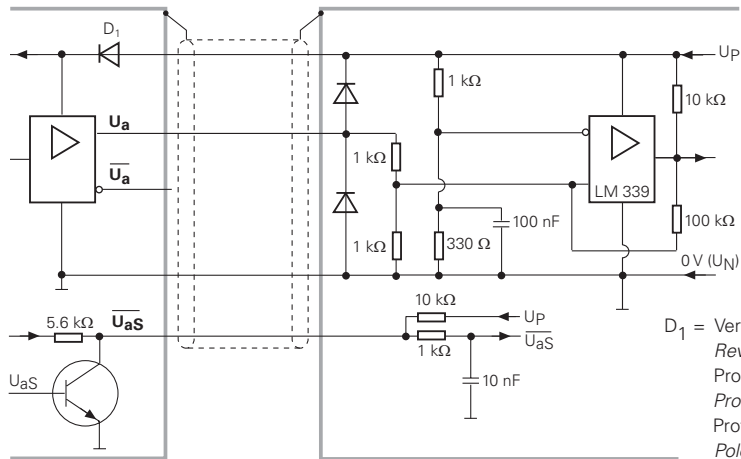 D1
UP
1 kΩ
10 kΩ
Ua
1 kΩ
Ua
LM 339
100 kΩ
100 nF
1 kΩ
330 Ω
0 V (UN)
10 kΩ
5.6 kΩ
UaS
UP
UaS
1 kΩ
D1 = Ver
Rev
UaS
10 nF
Pro
Pro
Pro
Pole